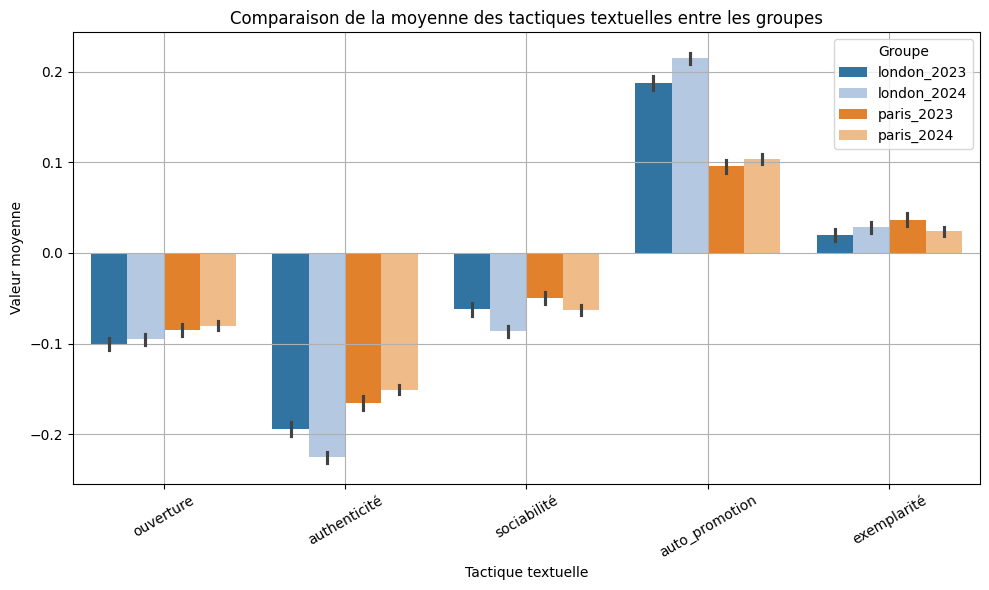 Comparaison de la moyenne des tactiques textuelles entre les groupes
Groupe
london_2023
london_2024
paris_2023
paris_2024
Valeur moyenne
0.2
0.1
0.0
−0.1
−0.2
ouverture
authenticité
sociabilité
auto_promotion
exemplarité
Tactique textuelle